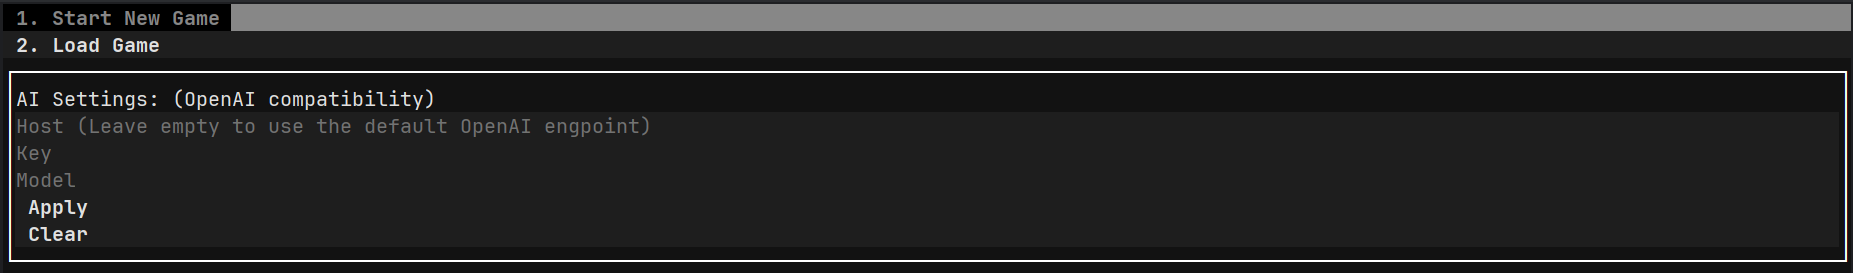 1. Start New Game
2. Load Game
AI Settings: (OpenAI compatibility)
Host (Leave empty to use the default OpenAI engpoint)
Key
Model
Apply
Clear